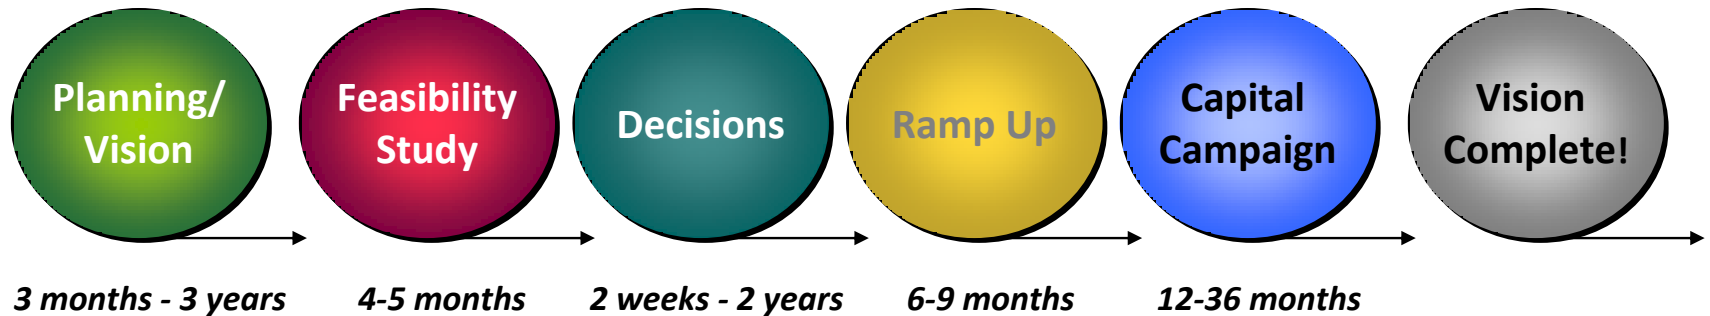 Planning/
Vision
Feasibility
Study
Decisions
Ramp Up
Capital
Campaign
Vision
Complete!
3 months - 3 years
4-5 months
2 weeks - 2 years
6-9 months
12-36 months